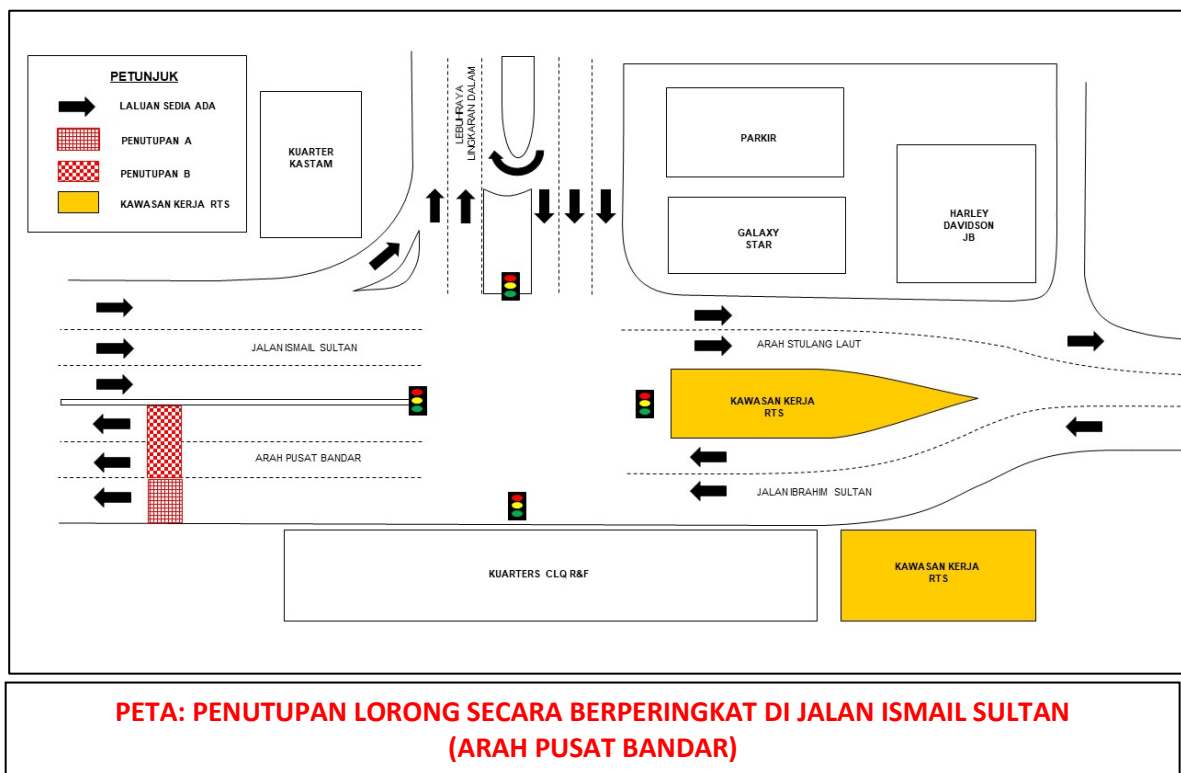 PETUNJUK
LALUAN SEDIA ADA
PENUTUPAN A
PENUTUPAN B
KAWASAN KERJA RTS
KUARTER
KASTAM
LEBUHRAYA
LINGKARAN DALAM
PARKIR
GALAXY
STAR
HARLEY
DAVIDSON
JB
JALAN ISMAIL SULTAN
ARAH STULANG LAUT
KAWASAN KERJA
RTS
ARAH PUSAT BANDAR
JALAN IBRAHIM SULTAN
KUARTERS CLQ R&F
KAWASAN KERJA
RTS
PETA: PENUTUPAN LORONG SECARA BERPERINGKAT DI JALAN ISMAIL SULTAN
(ARAH PUSAT BANDAR)